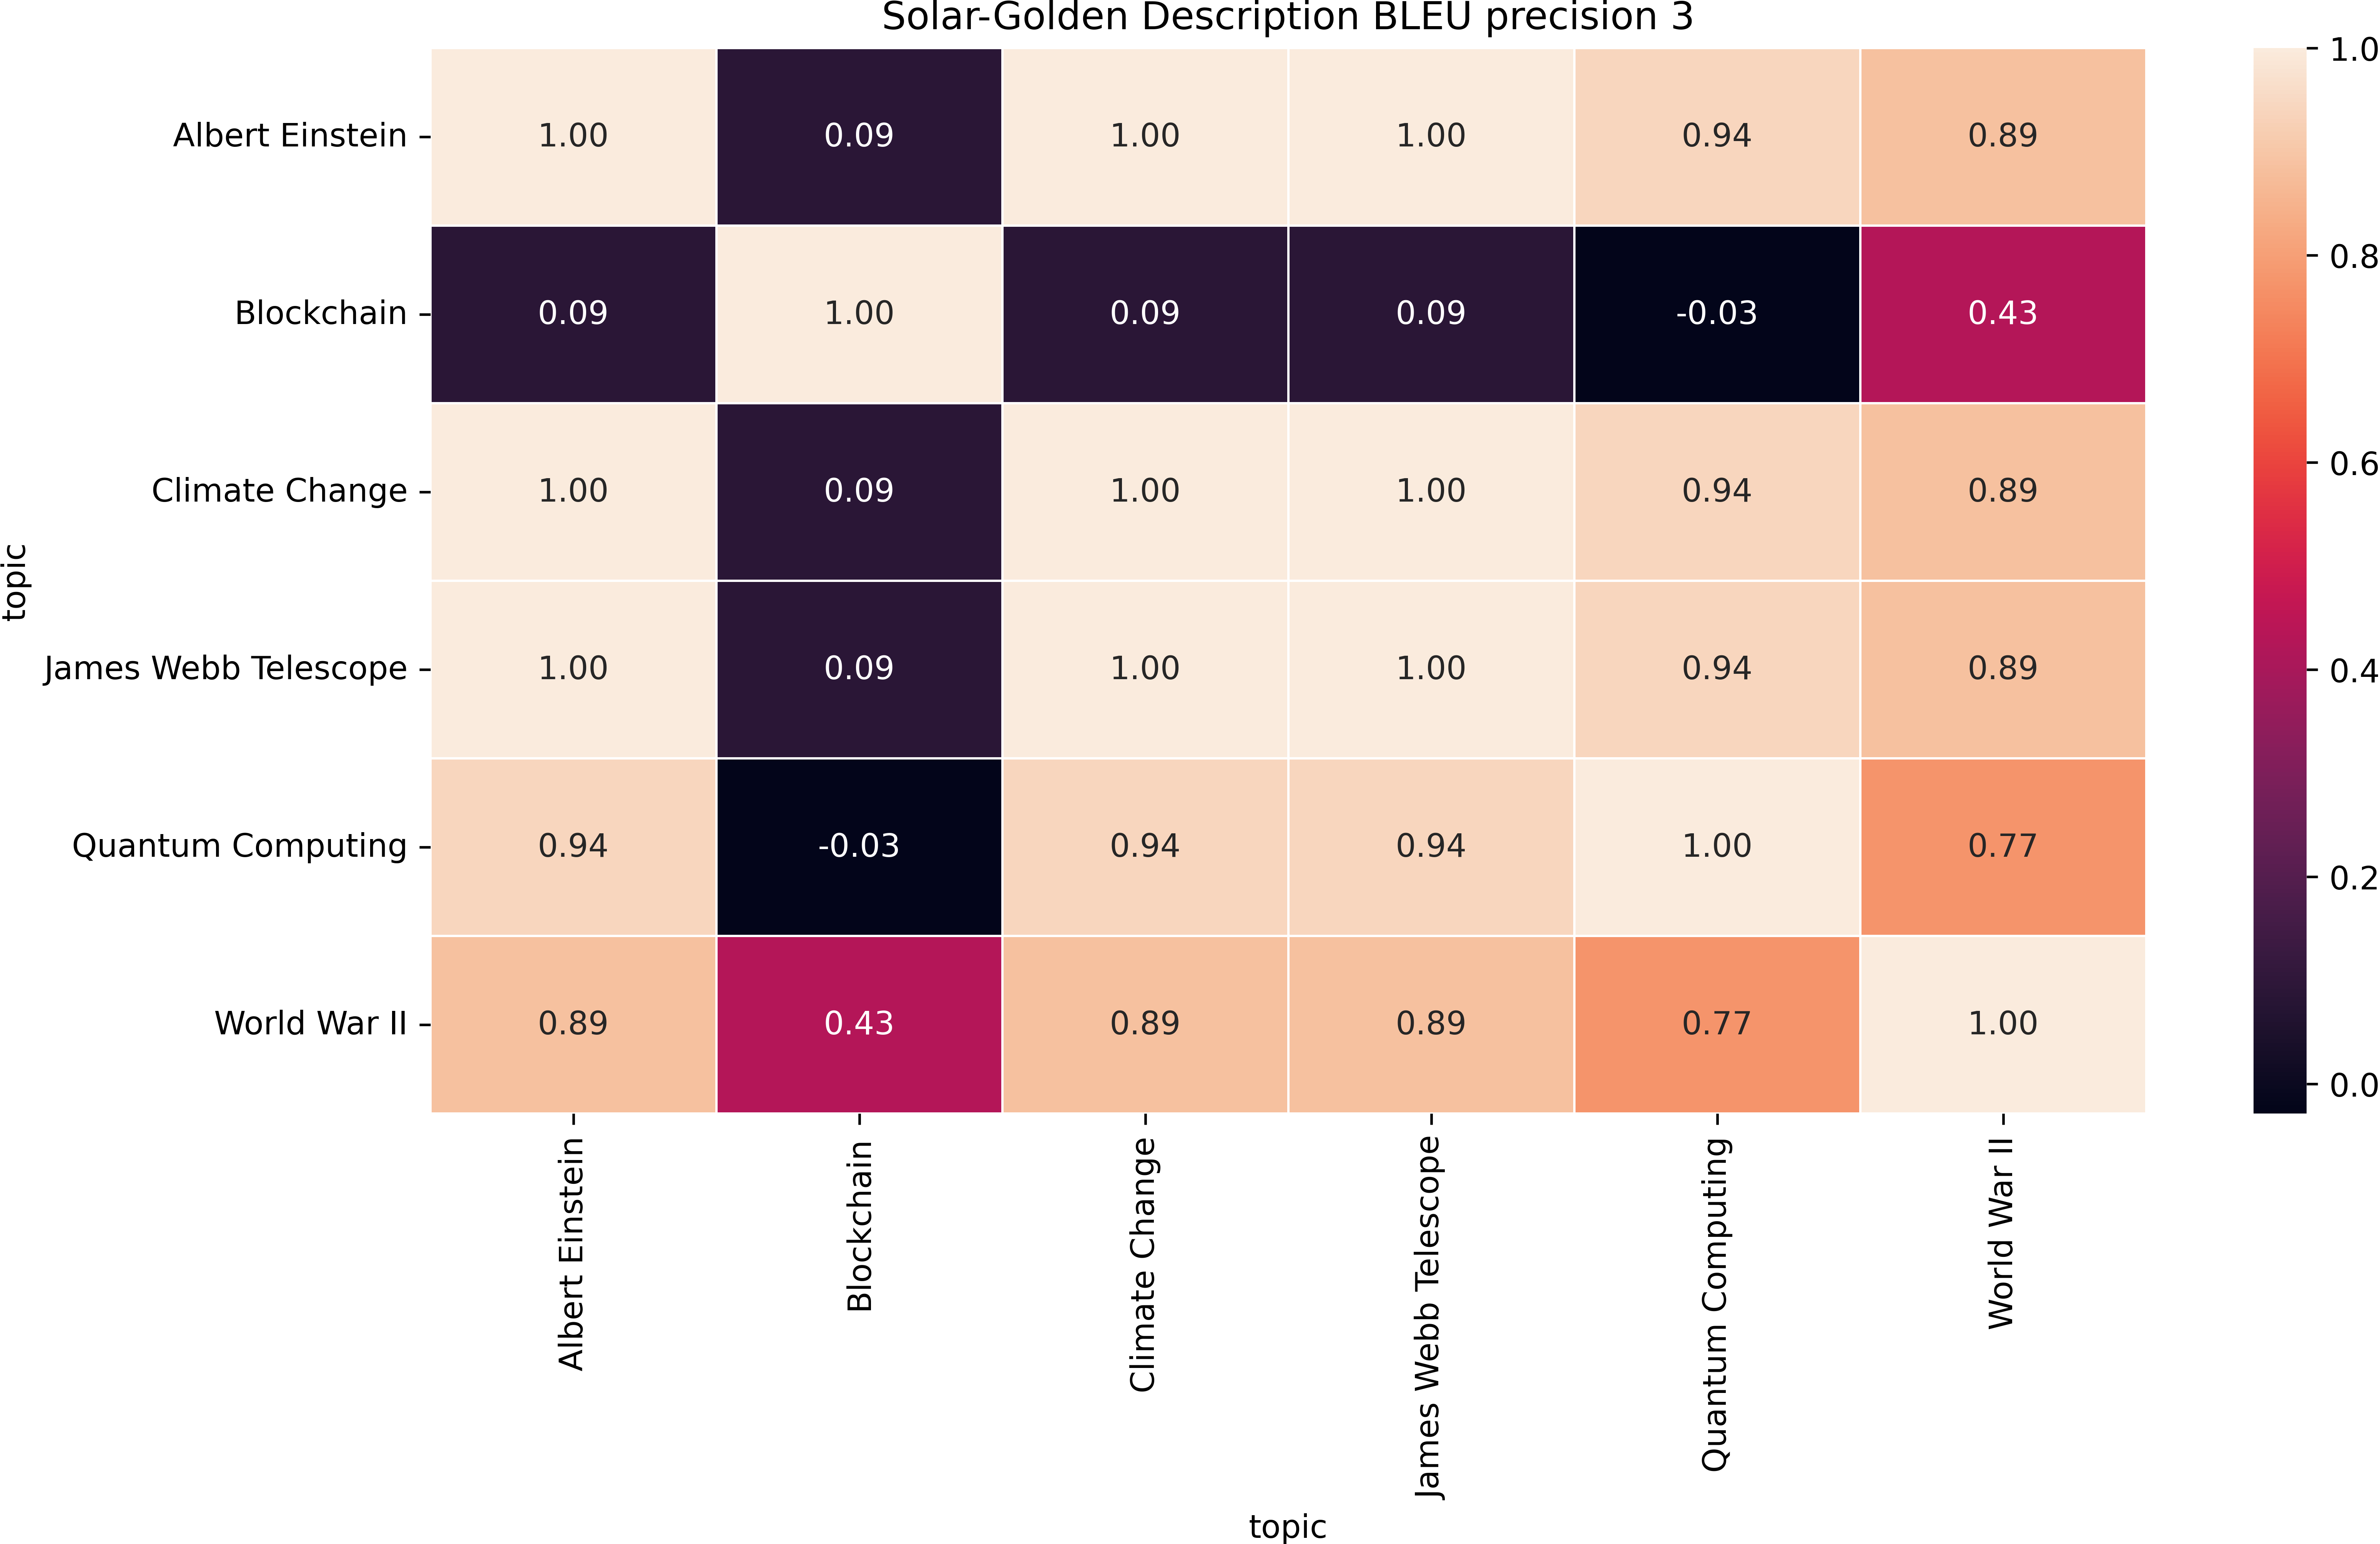 Solar-Golden Description BLEU precision 3
1.0
Albert Einstein 1.00 0.09 1.00 1.00 0.94 0.89
0.8
Blockchain 0.09 1.00 0.09 0.09 -0.03 0.43
0.6
Climate Change 1.00 0.09 1.00 1.00 0.94 0.89
topic
James Webb Telescope 1.00 0.09 1.00 1.00 0.94 0.89
0.4
Quantum Computing 0.94 -0.03 0.94 0.94 1.00 0.77
0.2
World War II 0.89 0.43 0.89 0.89 0.77 1.00
0.0
Albert Einstein
Blockchain
Climate Change
James Webb Telescope
Quantum Computing
World War II
topic